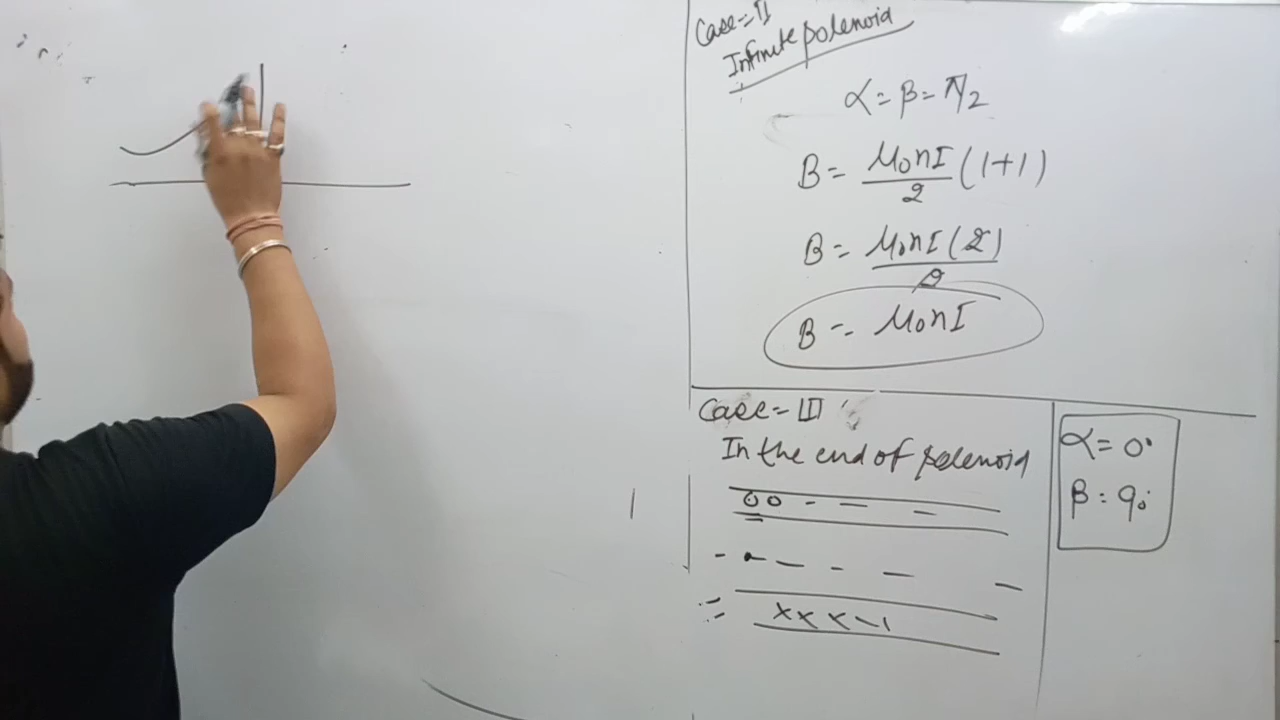 Case=II
Infinite solenoid
α=β=π/2
B= μ0nI/2 (1+1)
B= μ0nI(2)/2
B= μ0nI
Case=III
In the end of solenoid
α=0°
β=90°